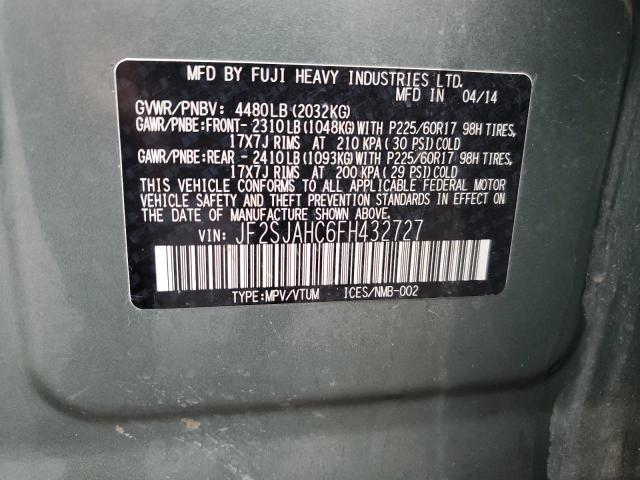 MFD BY FUJI HEAVY INDUSTRIES LTD.
MFD IN 04/14
GVWR/PNBV: 4480LB (2032KG)
GAWR/PNBE:FRONT- 2310LB (1048KG) WITH P225/60R17 98H TIRES,
17X7J RIMS AT 210 KPA ( 30 PSI) COLD
GAWR/PNBE:REAR - 2410LB (1093KG) WITH P225/60R17 98H TIRES,
17X7J RIMS AT 200 KPA ( 29 PSI) COLD
THIS VEHICLE CONFORMS TO ALL APPLICABLE FEDERAL MOTOR
VEHICLE SAFETY AND THEFT PREVENTION STANDARDS IN EFFECT
ON THE DATE OF MANUFACTURE SHOWN ABOVE.
VIN: JF2SJAHC6FH432727
TYPE:MPV/VTUM ICES/NMB-002